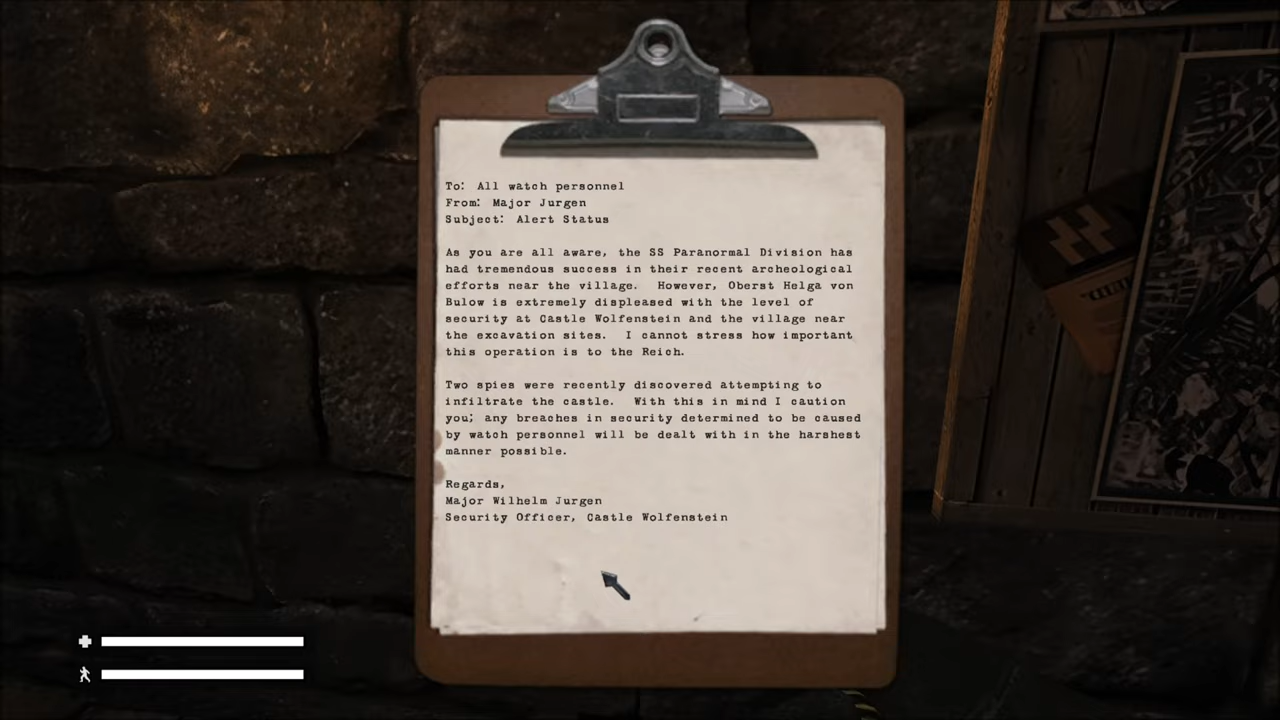 To: All watch personnel
From: Major Jurgen
Subject: Alert Status
As you are all aware, the SS Paranormal Division has
had tremendous success in their recent archeological
efforts near the village.  However, Oberst Helga von
Bulow is extremely displeased with the level of
security at Castle Wolfenstein and the village near
the excavation sites.  I cannot stress how important
this operation is to the Reich.
Two spies were recently discovered attempting to
infiltrate the castle.  With this in mind I caution
you; any breaches in security determined to be caused
by watch personnel will be dealt with in the harshest
manner possible.
Regards,
Major Wilhelm Jurgen
Security Officer, Castle Wolfenstein